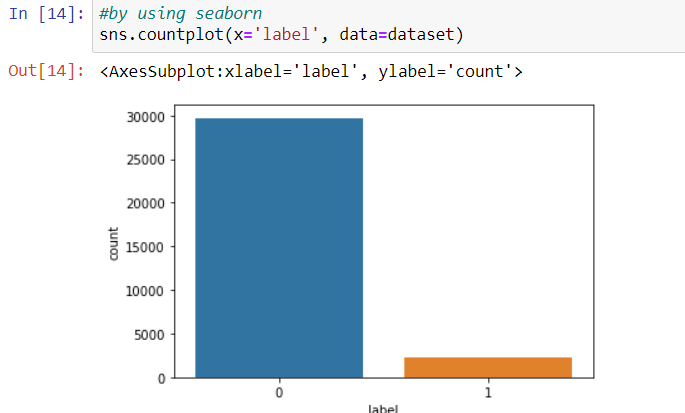 In [14]: #by using seaborn
sns.countplot(x='label', data=dataset)
Out[14]: <AxesSubplot:xlabel='label', ylabel='count'>
30000
25000
20000
15000
10000
5000
0
count
0 1
label